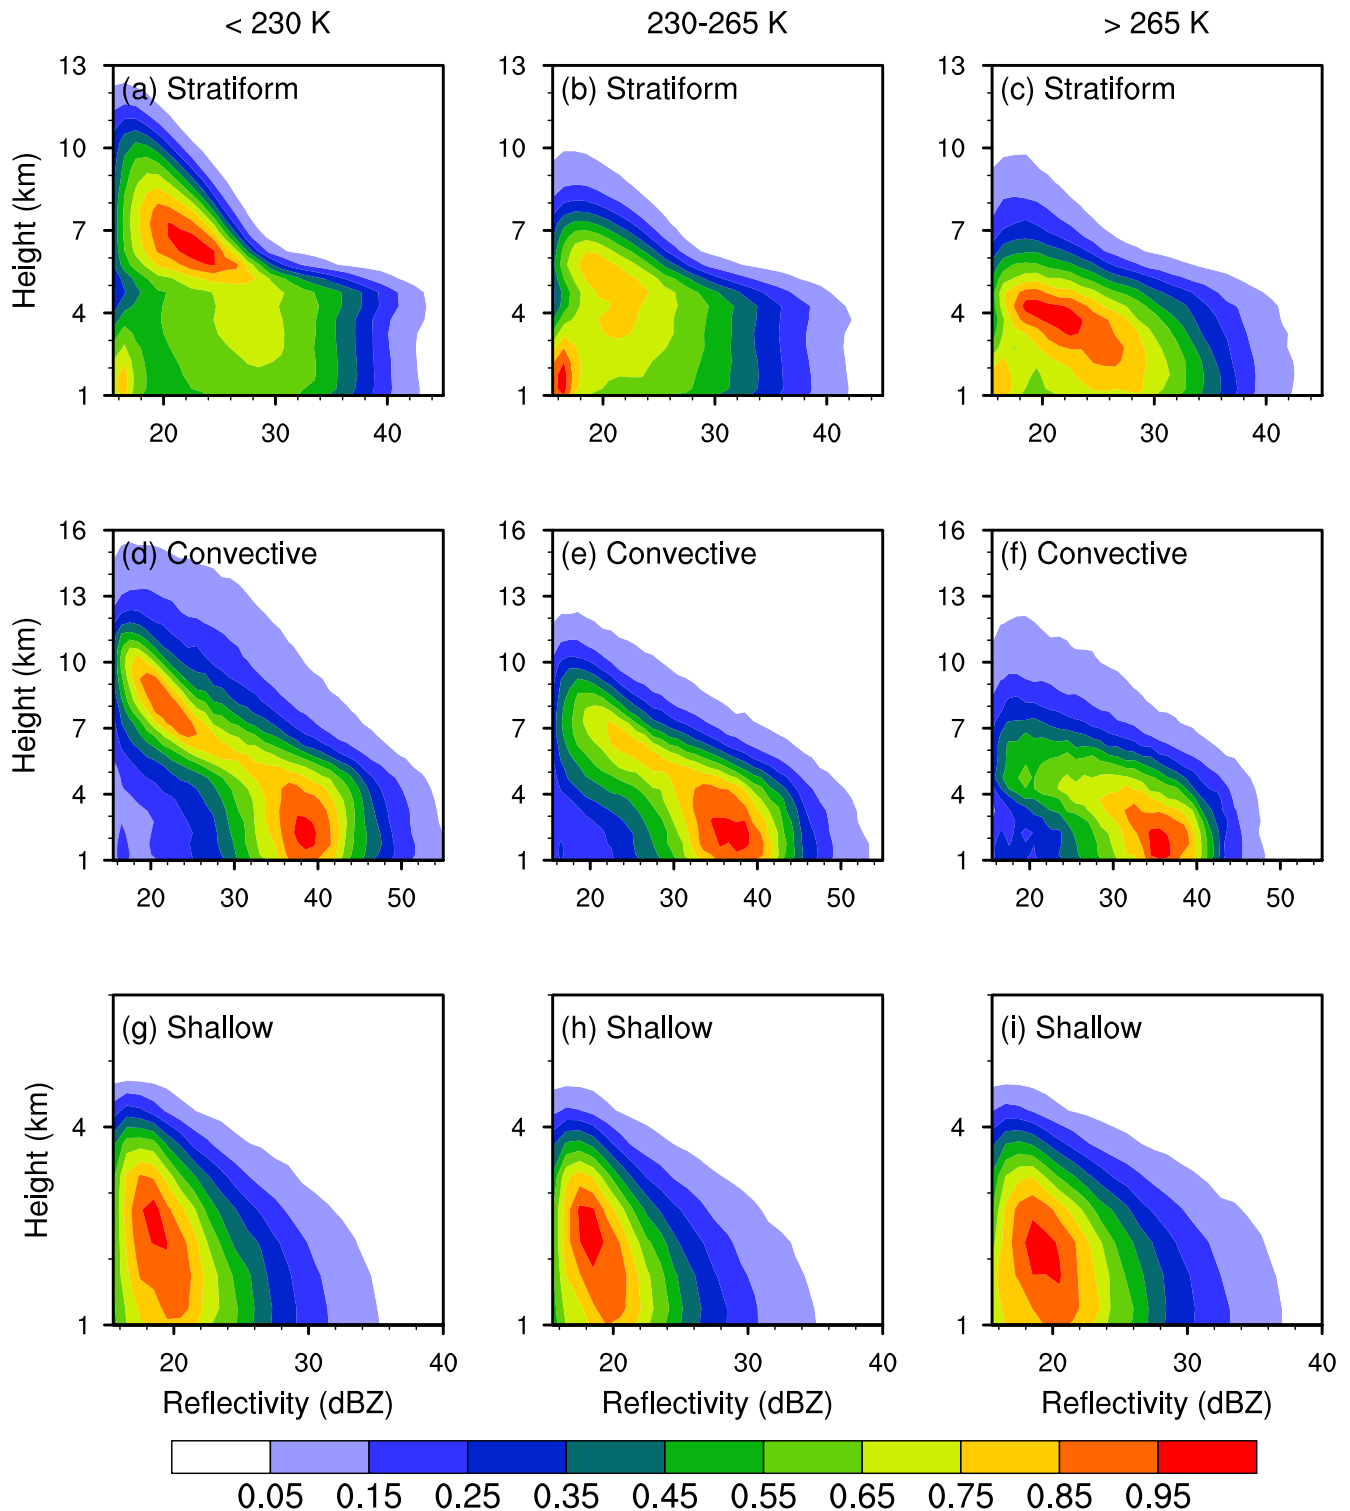 < 230 K 230-265 K > 265 K
13 13 13
(a) Stratiform (b) Stratiform (c) Stratiform
10 10 10
Height (km)
7 7 7
4 4 4
1 1 1
20 30 40 20 30 40 20 30 40
16 16 16
(d) Convective (e) Convective (f) Convective
13 13 13
10 10 10
Height (km)
7 7 7
4 4 4
1 1 1
20 30 40 50 20 30 40 50 20 30 40 50
(g) Shallow (h) Shallow (i) Shallow
4 4 4
Height (km)
1 1 1
20 30 40 20 30 40 20 30 40
Reflectivity (dBZ) Reflectivity (dBZ) Reflectivity (dBZ)
0.05 0.15 0.25 0.35 0.45 0.55 0.65 0.75 0.85 0.95